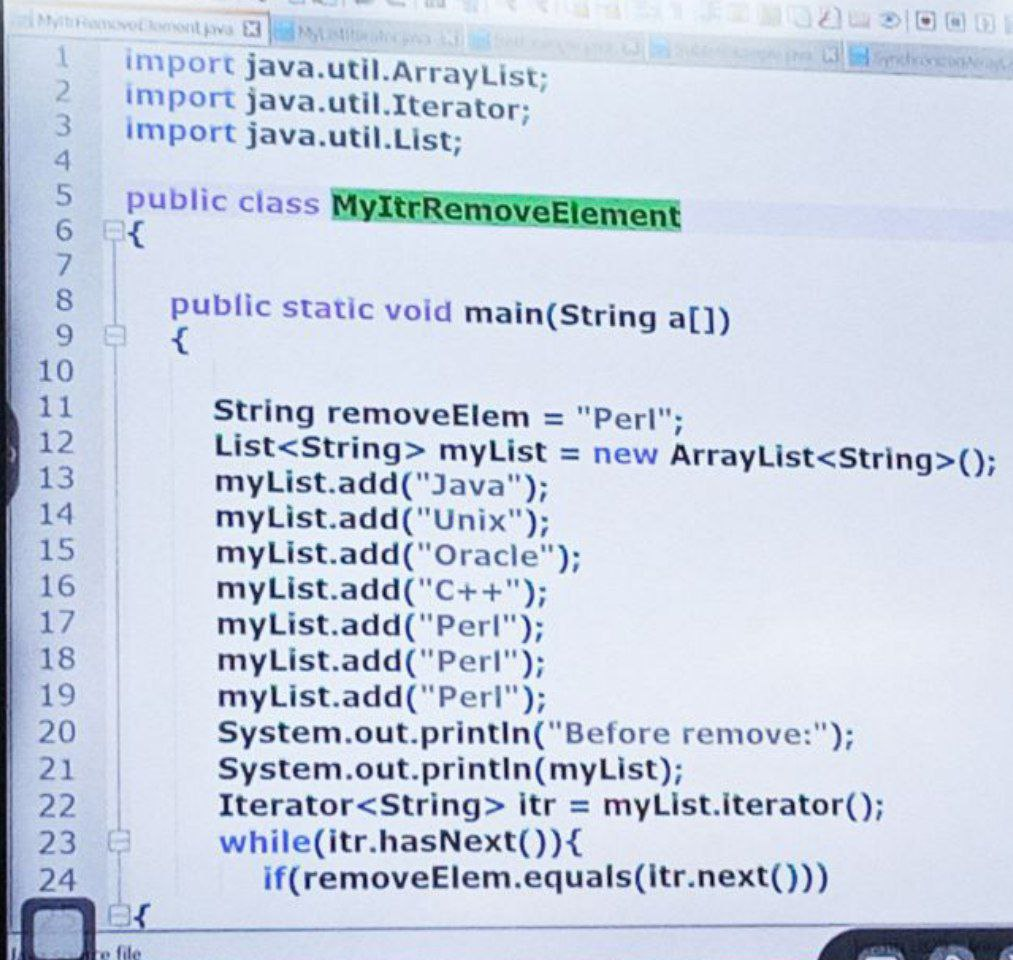 MyItrRemoveElement.java
1 import java.util.ArrayList;
2 import java.util.Iterator;
3 import java.util.List;
4
5 public class MyItrRemoveElement
6 {
7
8 public static void main(String a[])
9 {
10
11 String removeElem = "Perl";
12 List<String> myList = new ArrayList<String>();
13 myList.add("Java");
14 myList.add("Unix");
15 myList.add("Oracle");
16 myList.add("C++");
17 myList.add("Perl");
18 myList.add("Perl");
19 myList.add("Perl");
20 System.out.println("Before remove:");
21 System.out.println(myList);
22 Iterator<String> itr = myList.iterator();
23 while(itr.hasNext()){
24 if(removeElem.equals(itr.next()))
{
file